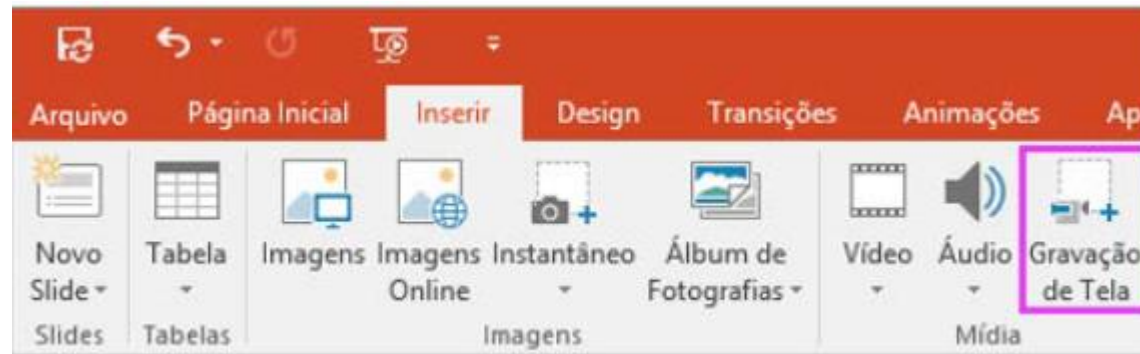 Arquivo Página Inicial Inserir Design Transições Animações Ap
Novo Slide
Tabela
Imagens
Imagens Online
Instantâneo
Álbum de Fotografias
Vídeo
Áudio
Gravação de Tela
Slides Tabelas Imagens Mídia